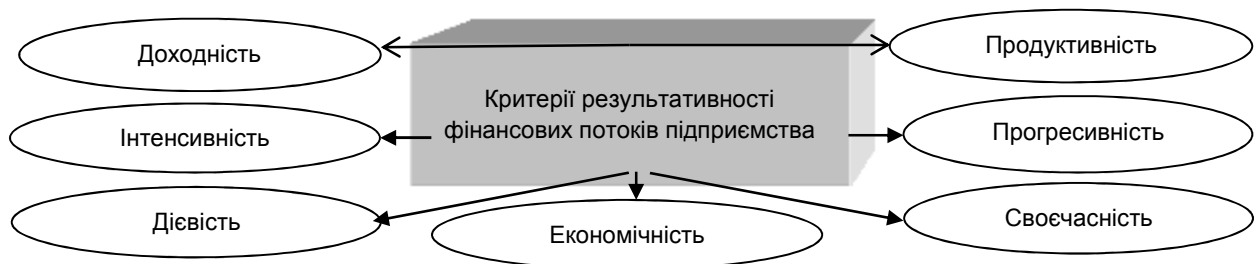 Доходність
Продуктивність
Критерії результативності
фінансових потоків підприємства
Інтенсивність
Прогресивність
Дієвість
Економічність
Своєчасність